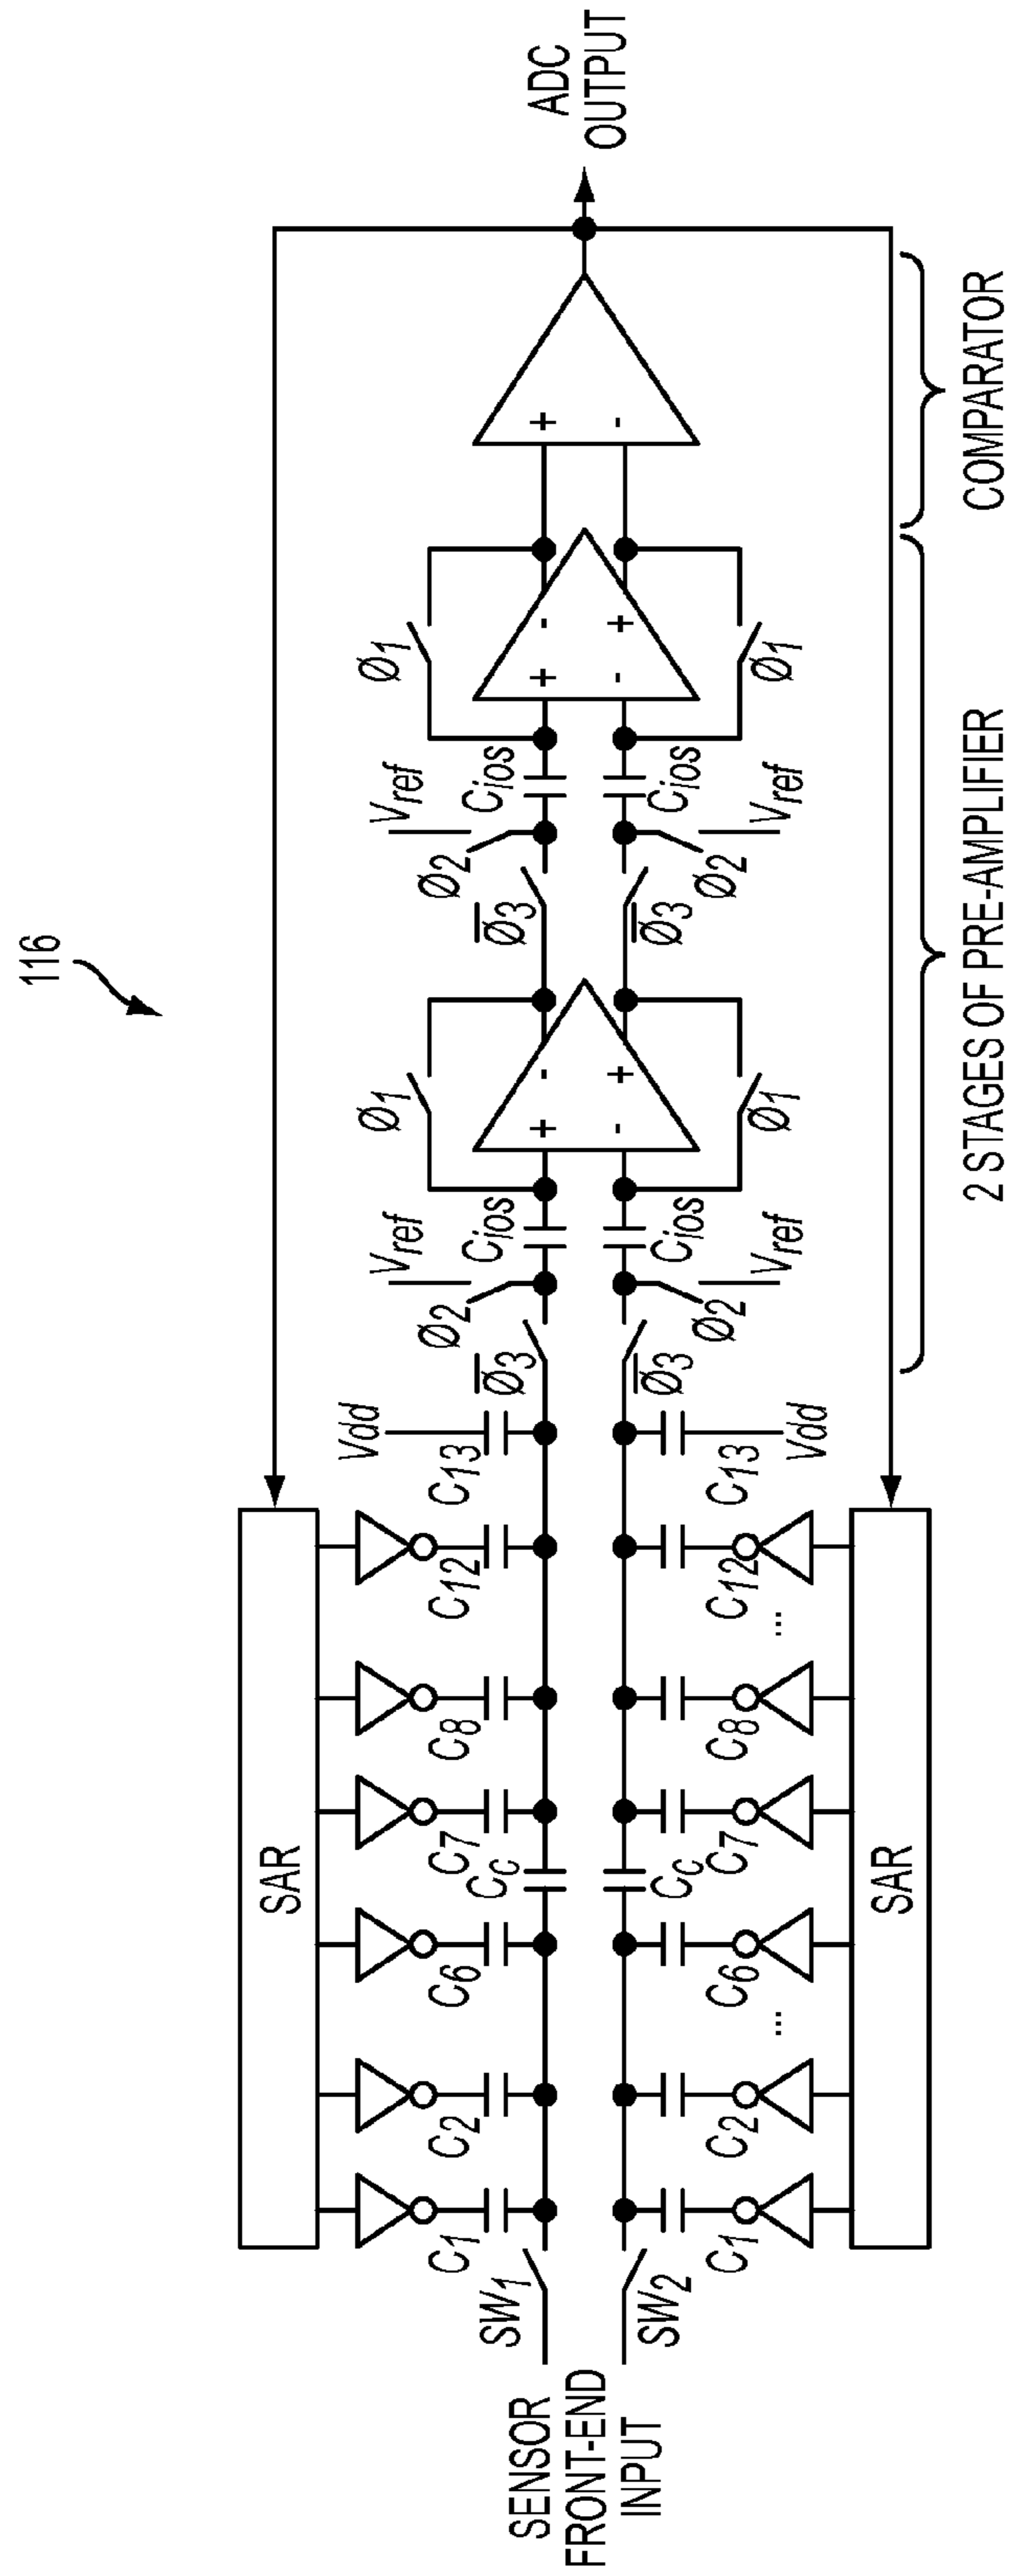 116
SAR
C1
C2
C6
CC
C7
C8
C12
C13
Vdd
Ø3
Ø2
Vref
Cios
Ø1
+
-
-
+
Ø3
Ø2
Vref
Cios
Ø1
+
-
-
+
+
-
SENSOR
FRONT-END
INPUT
SW1
SW2
ADC
OUTPUT
C1
C2
...
C6
CC
C7
C8
...
C12
C13
Vdd
Ø3
Ø2
Vref
Cios
Ø1
Ø3
Ø2
Vref
Cios
Ø1
SAR
2 STAGES OF PRE-AMPLIFIER
COMPARATOR